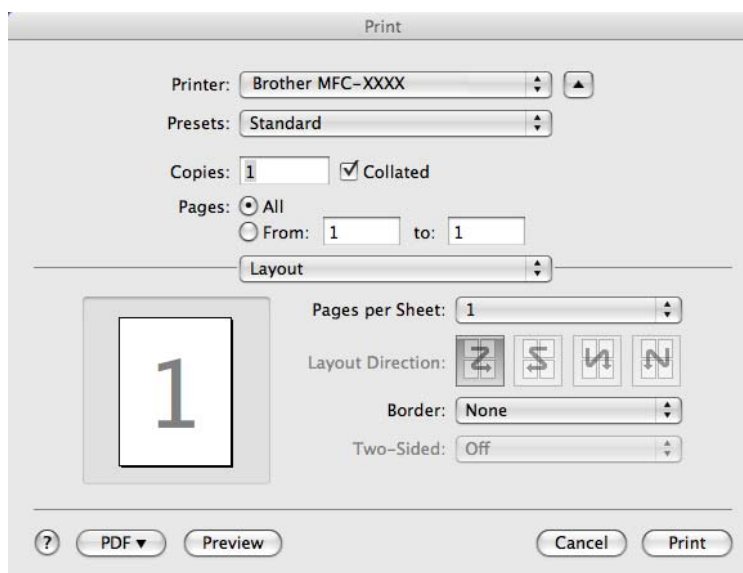 Print
Printer: Brother MFC-XXXX
Presets: Standard
Copies: 1 Collated
Pages: All
From: 1 to: 1
Layout
Pages per Sheet: 1
Layout Direction:
Border: None
Two-Sided: Off
1
? PDF▼ Preview Cancel Print